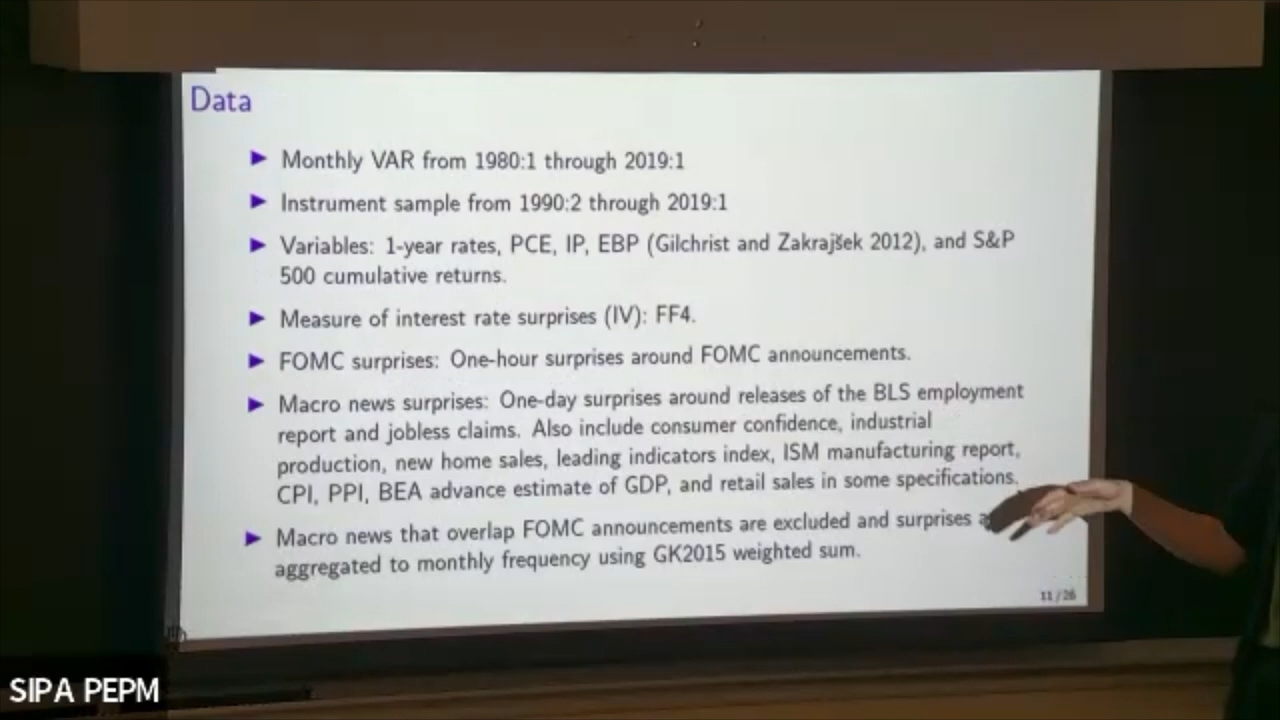 Data
▶ Monthly VAR from 1980:1 through 2019:1
▶ Instrument sample from 1990:2 through 2019:1
▶ Variables: 1-year rates, PCE, IP, EBP (Gilchrist and Zakrajšek 2012), and S&P
500 cumulative returns.
▶ Measure of interest rate surprises (IV): FF4.
▶ FOMC surprises: One-hour surprises around FOMC announcements.
▶ Macro news surprises: One-day surprises around releases of the BLS employment
report and jobless claims. Also include consumer confidence, industrial
production, new home sales, leading indicators index, ISM manufacturing report,
CPI, PPI, BEA advance estimate of GDP, and retail sales in some specifications.
▶ Macro news that overlap FOMC announcements are excluded and surprises
aggregated to monthly frequency using GK2015 weighted sum.
11/26
SIPA PEPM